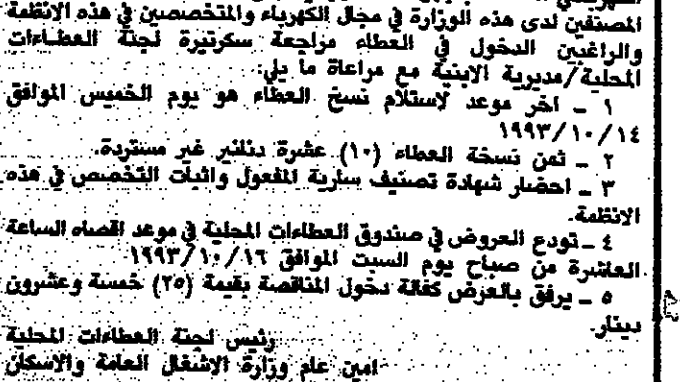 المصنفين لدى هذه الوزارة في مجال الكهرباء والمتخصصين في هذه الانظمة
والراغبين الدخول في العطاء مراجعة سكرتيرة لجنة العطاءات
المحلية/مديرية الابنية مع مراعاة ما يلي:
١ ـ اخر موعد لاستلام نسخ العطاء هو يوم الخميس الموافق
١٩٩٣/١٠/١٤
٢ ـ ثمن نسخة العطاء (١٠) عشرة دنانير غير مستردة.
٣ ـ احضار شهادة تصنيف سارية المفعول واثبات التخصص في هذه
الانظمة.
٤ ـ تودع العروض في صندوق العطاءات المحلية في موعد اقصاه الساعة
العاشرة من صباح يوم السبت الموافق ١٩٩٣/١٠/١٦
٥ ـ يرفق بالعرض كفالة دخول المناقصة بقيمة (٢٥) خمسة وعشرون
دينار.
رئيس لجنة العطاءات المحلية
امين عام وزارة الاشغال العامة والاسكان